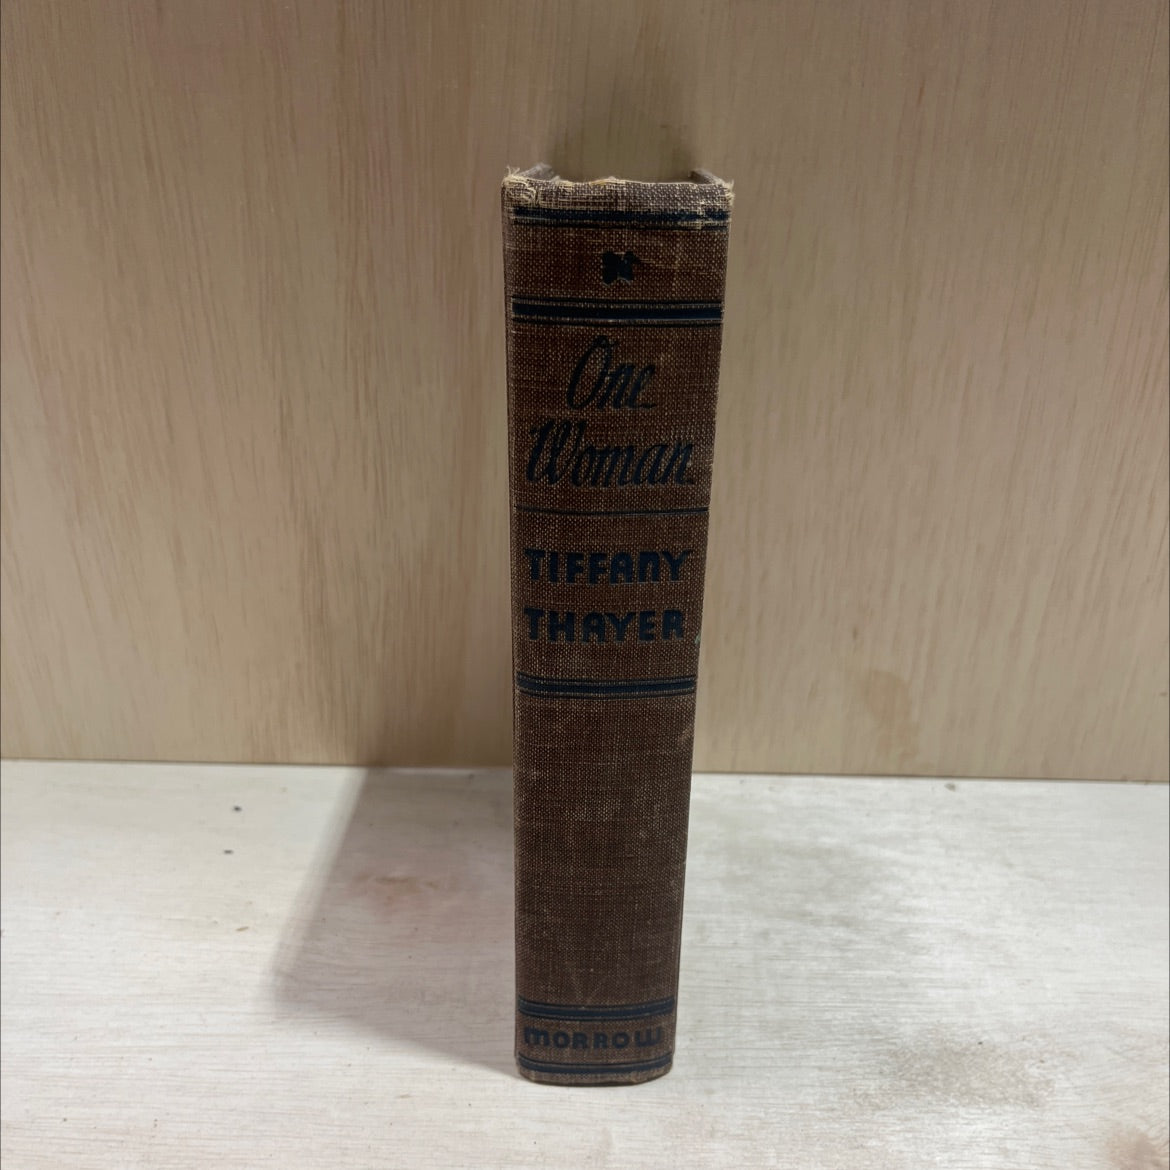 One
Woman
TIFFANY
THAYER
MORROW